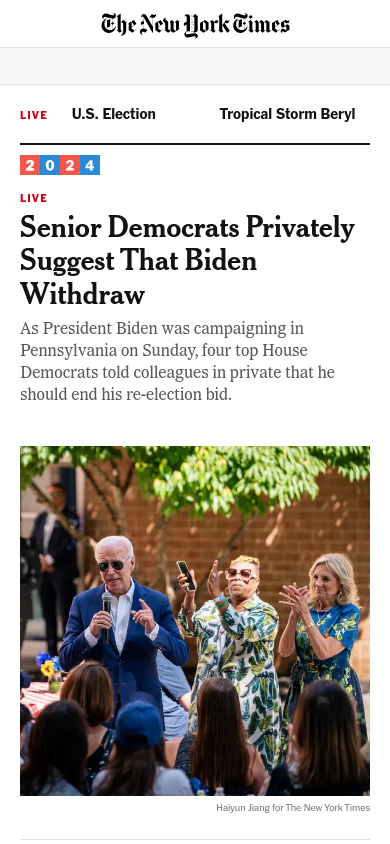 The New York Times
LIVE U.S. Election Tropical Storm Beryl
2024
LIVE
Senior Democrats Privately
Suggest That Biden
Withdraw
As President Biden was campaigning in
Pennsylvania on Sunday, four top House
Democrats told colleagues in private that he
should end his re-election bid.
Haiyun Jiang for The New York Times